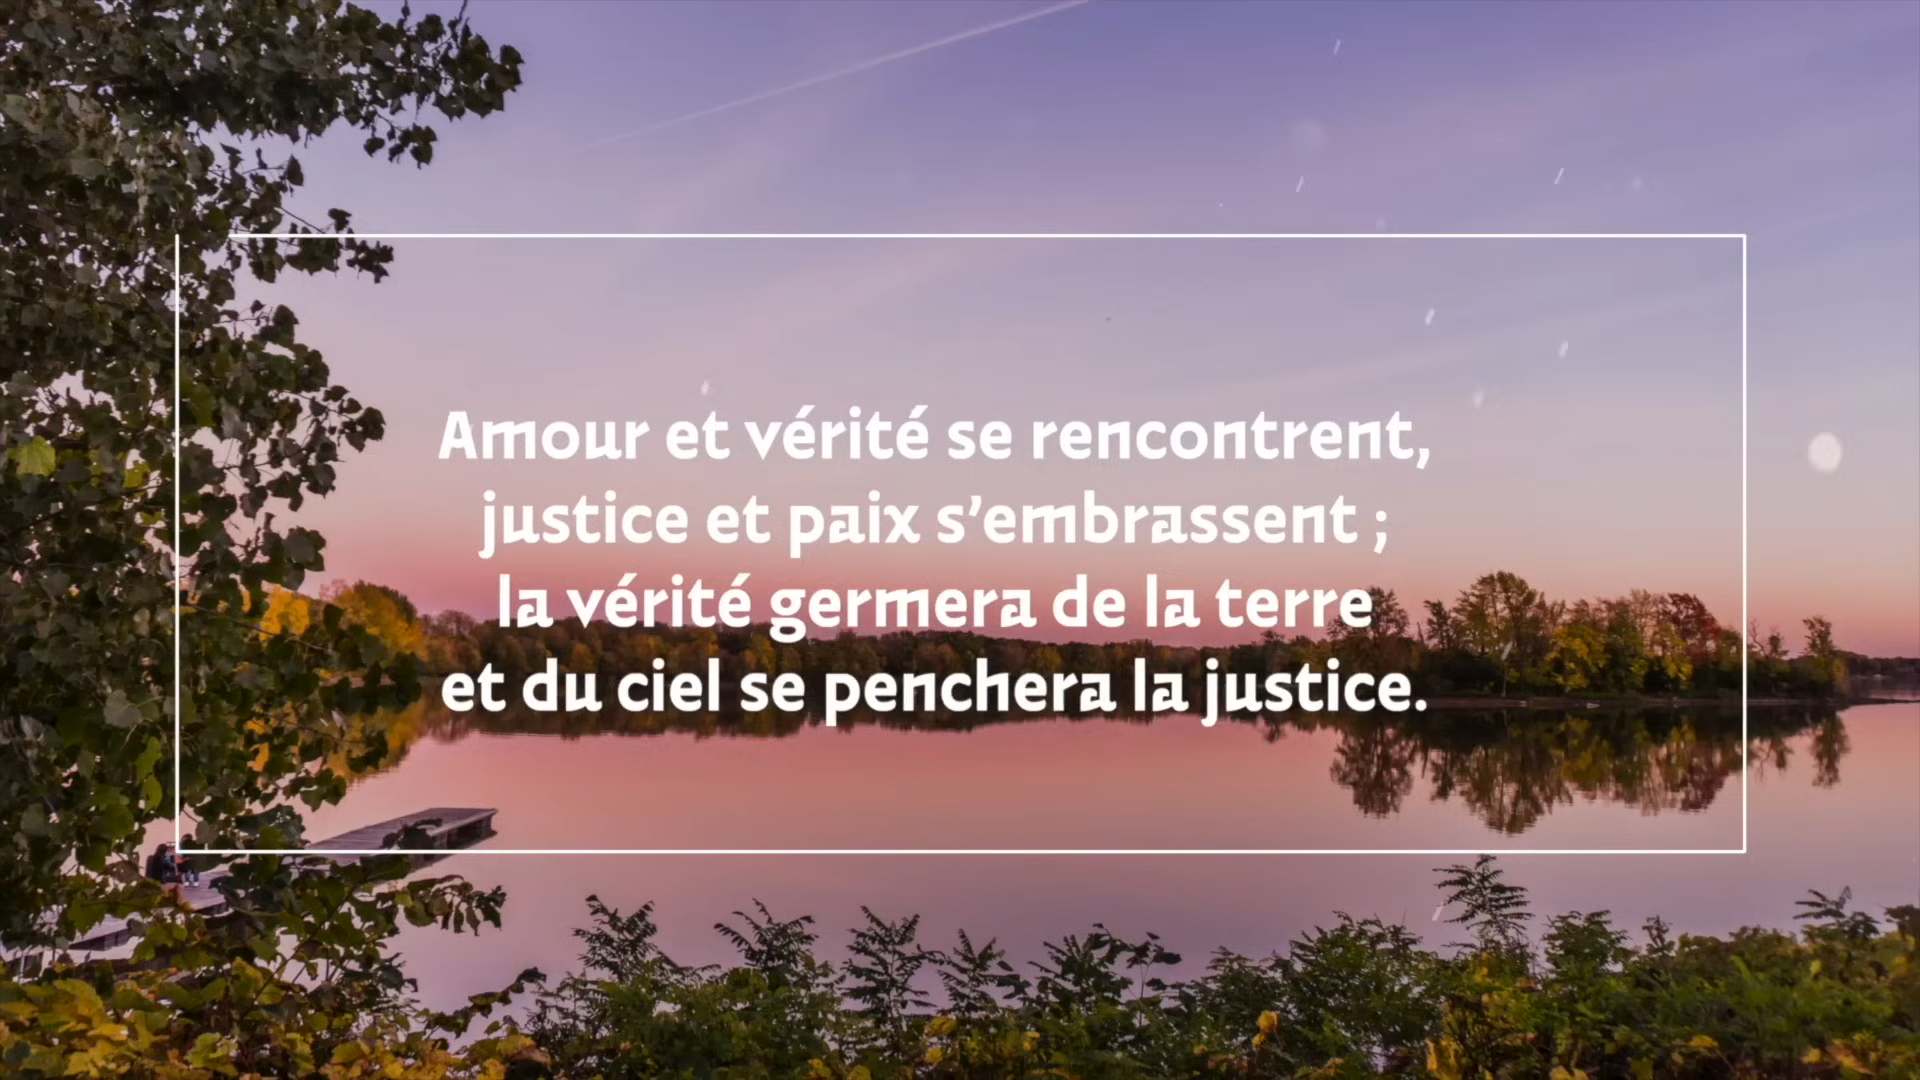 Amour et vérité se rencontrent,
justice et paix s’embrassent ;
la vérité germera de la terre
et du ciel se penchera la justice.